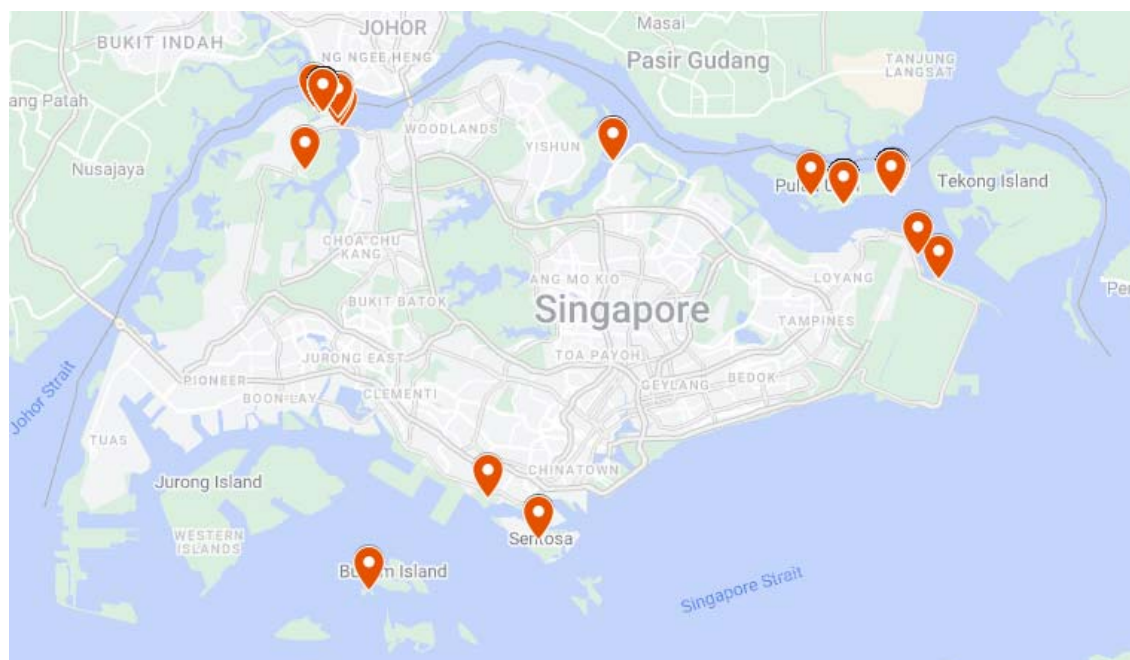 Masai
JOHOR
BUKIT INDAH
NG NGEE HENG
Pasir Gudang
TANJUNG
LANGSAT
ang Patah
WOODLANDS
YISHUN
Nusajaya
Tekong Island
CHOA CHU
KANG
LOYANG
ANG MO KIO
Per
BUKIT BATOK
Singapore
TAMPINES
JURONG EAST
TOA PAYOH
PIONEER
GEYLANG
BEDOK
BOON LAY
CLEMENTI
Johor Strait
TUAS
CHINATOWN
Jurong Island
WESTERN
ISLANDS
Sentosa
Island
Singapore Strait